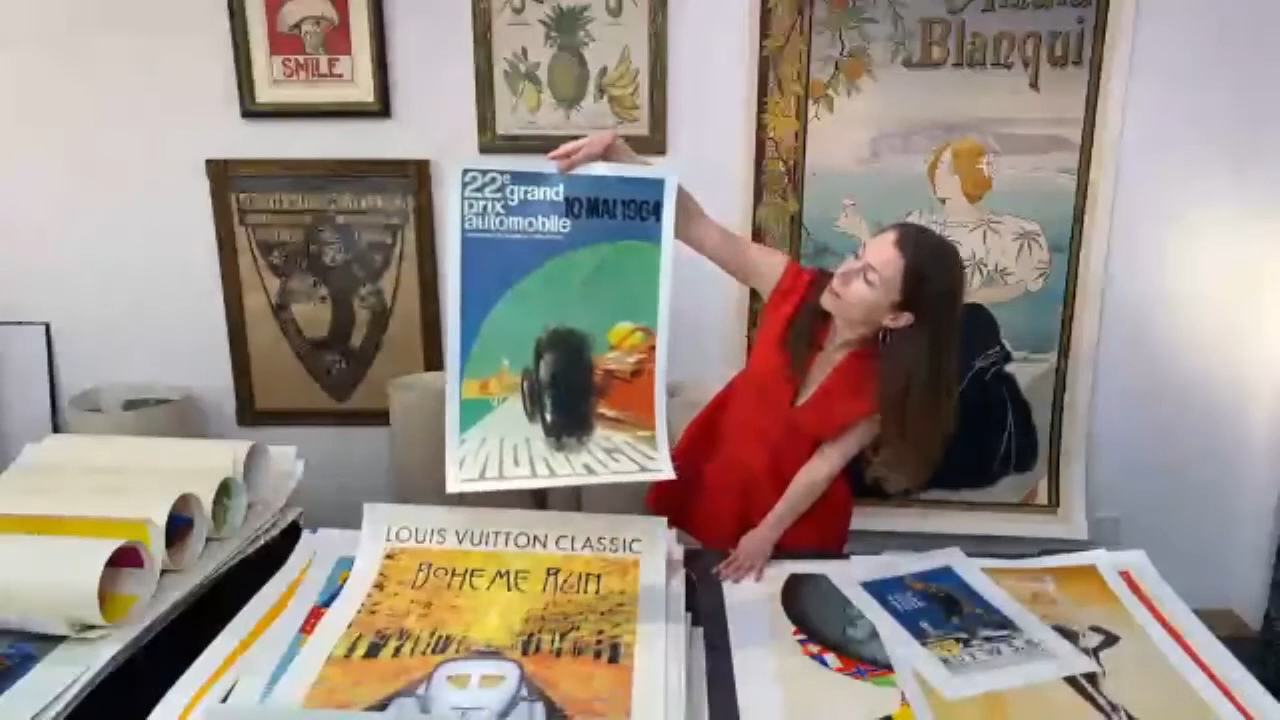 SMILE
Blanqui
22e grand
prix
automobile
10 MAI 1964
MONACO
LOUIS VUITTON CLASSIC
BOHEME RUN